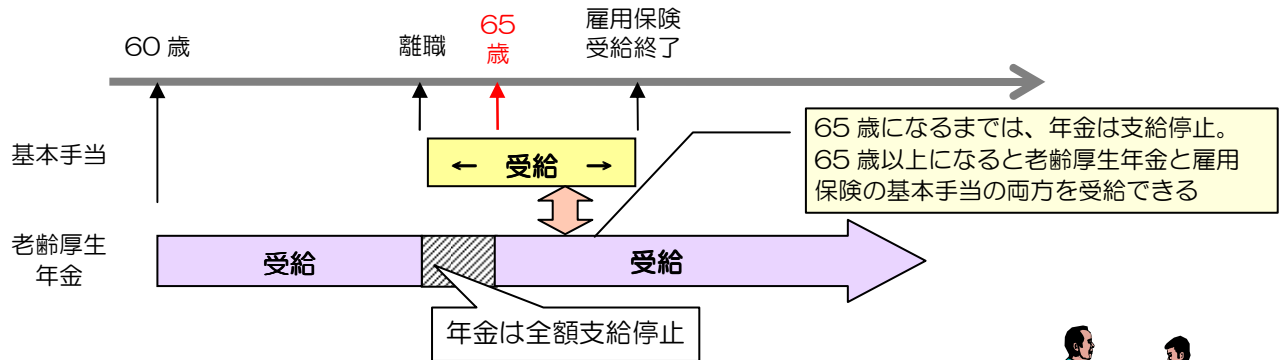 60 歳
離職
65
歳
雇用保険
受給終了
基本手当
← 受給 →
65 歳になるまでは、年金は支給停止。
65 歳以上になると老齢厚生年金と雇用
保険の基本手当の両方を受給できる
老齢厚生
年金
受給
受給
年金は全額支給停止